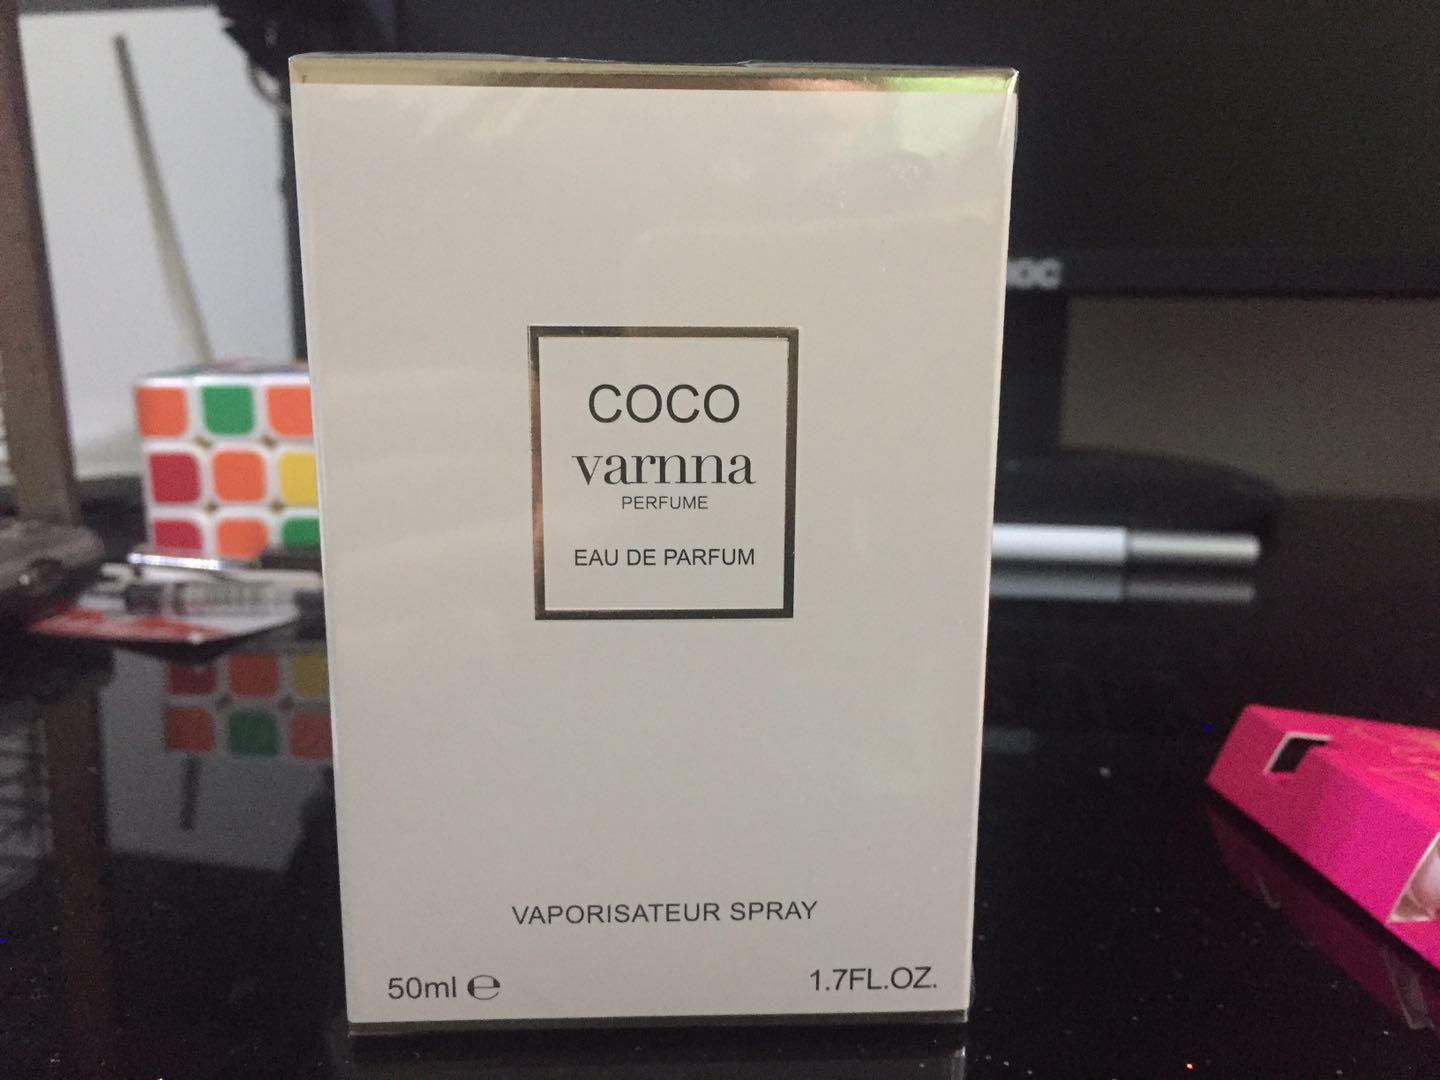 COCO
varnna
PERFUME
EAU DE PARFUM
VAPORISATEUR SPRAY
50ml ℮
1.7FL.OZ.